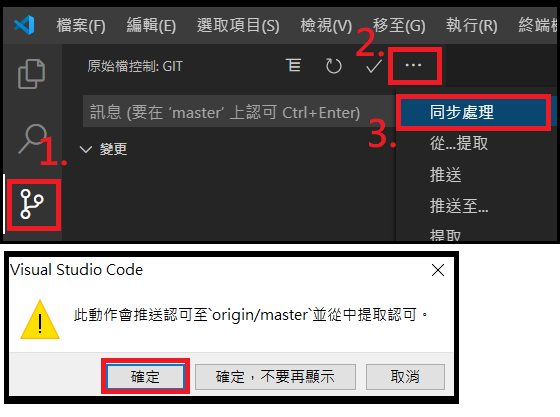 檔案(F) 編輯(E) 選取項目(S) 檢視(V) 移至(G) 執行(R) 終端機
2.
原始檔控制: GIT
訊息 (要在 ‘master’ 上認可 Ctrl+Enter)
3.
同步處理
1.
變更
從...提取
推送
推送至...
提取
Visual Studio Code
此動作會推送認可至`origin/master`並從中提取認可。
確定
確定，不要再顯示
取消